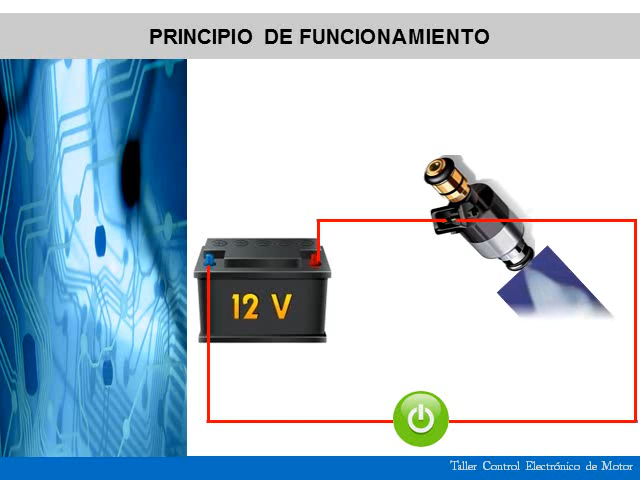 PRINCIPIO DE FUNCIONAMIENTO
12 V
Taller Control Electrónico de Motor